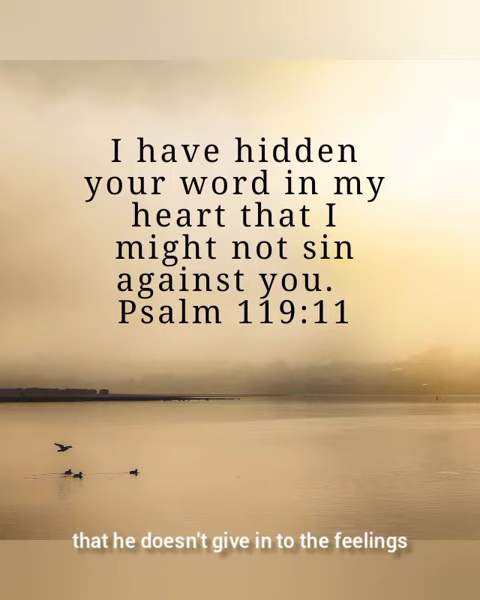 I have hidden
your word in my
heart that I
might not sin
against you.
Psalm 119:11
that he doesn't give in to the feelings